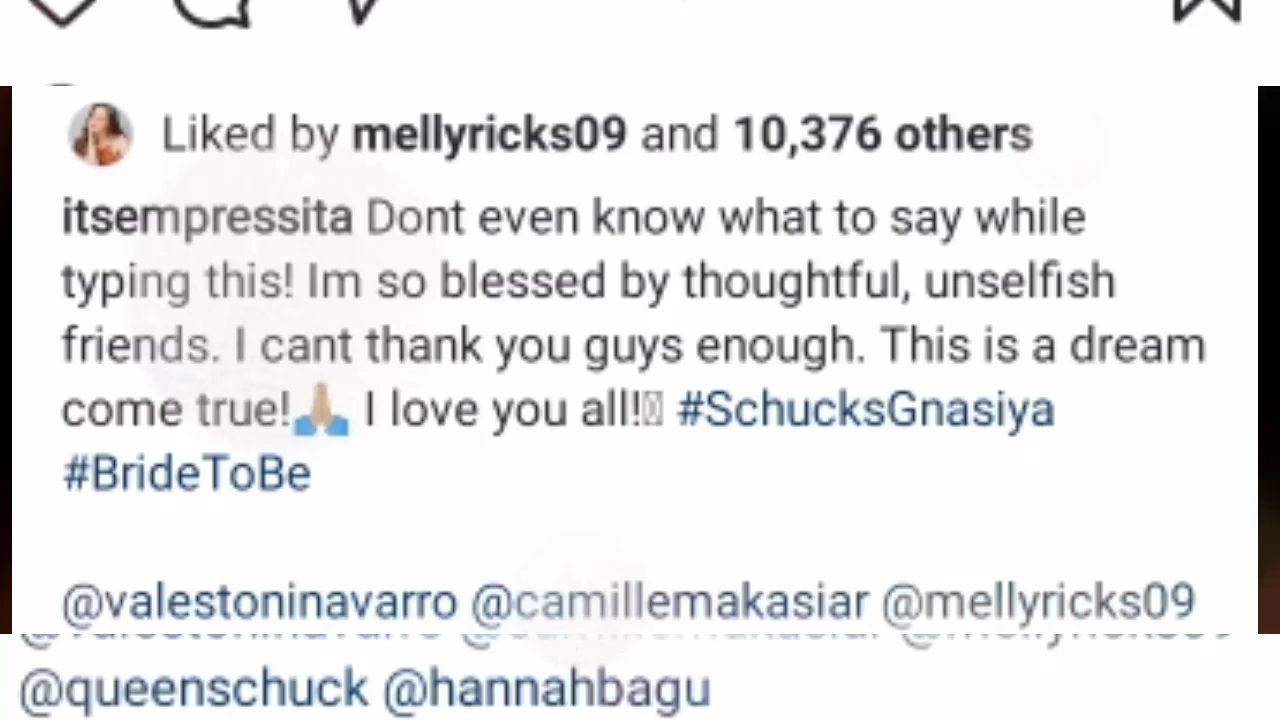 Liked by mellyricks09 and 10,376 others
itsempressita Dont even know what to say while
typing this! Im so blessed by thoughtful, unselfish
friends. I cant thank you guys enough. This is a dream
come true!🙏🏼 I love you all! #SchucksGnasiya
#BrideToBe
@valestoninavarro @camillemakasiar @mellyricks09
@queenschuck @hannahbagu